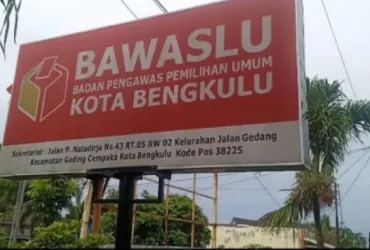 BAWASLU
BADAN PENGAWAS PEMILIHAN UMUM
KOTA BENGKULU
Sekretariat : Jalan P. Natadirja No.43 RT.05 RW 02 Kelurahan Jalan Gedang
Kecamatan Gading Cempaka Kota Bengkulu Kode Pos 38225